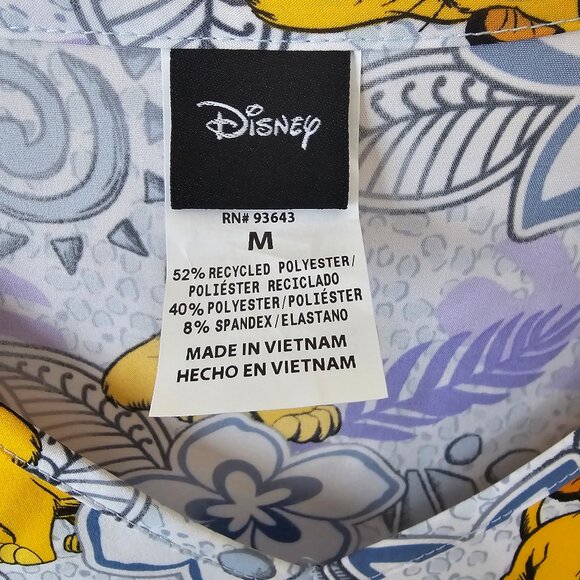 Disney
RN# 93643
M
52% RECYCLED POLYESTER/
POLIÉSTER RECICLADO
40% POLYESTER/POLIÉSTER
8% SPANDEX/ELASTANO
MADE IN VIETNAM
HECHO EN VIETNAM